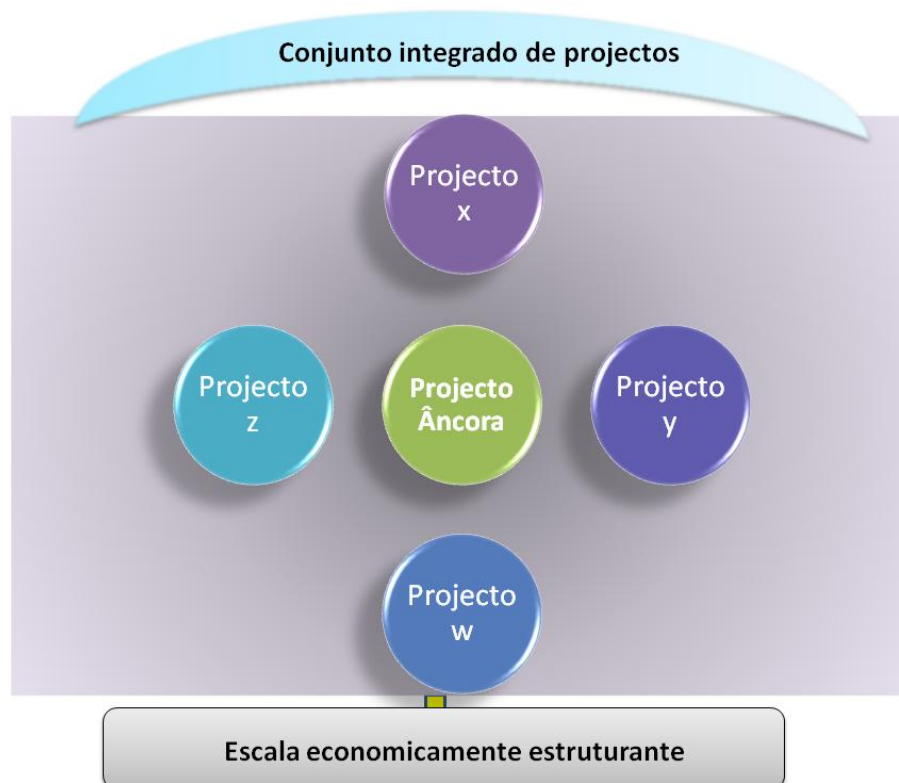 Conjunto integrado de projectos
Projecto
x
Projecto
z
Projecto
Âncora
Projecto
y
Projecto
w
Escala economicamente estruturante